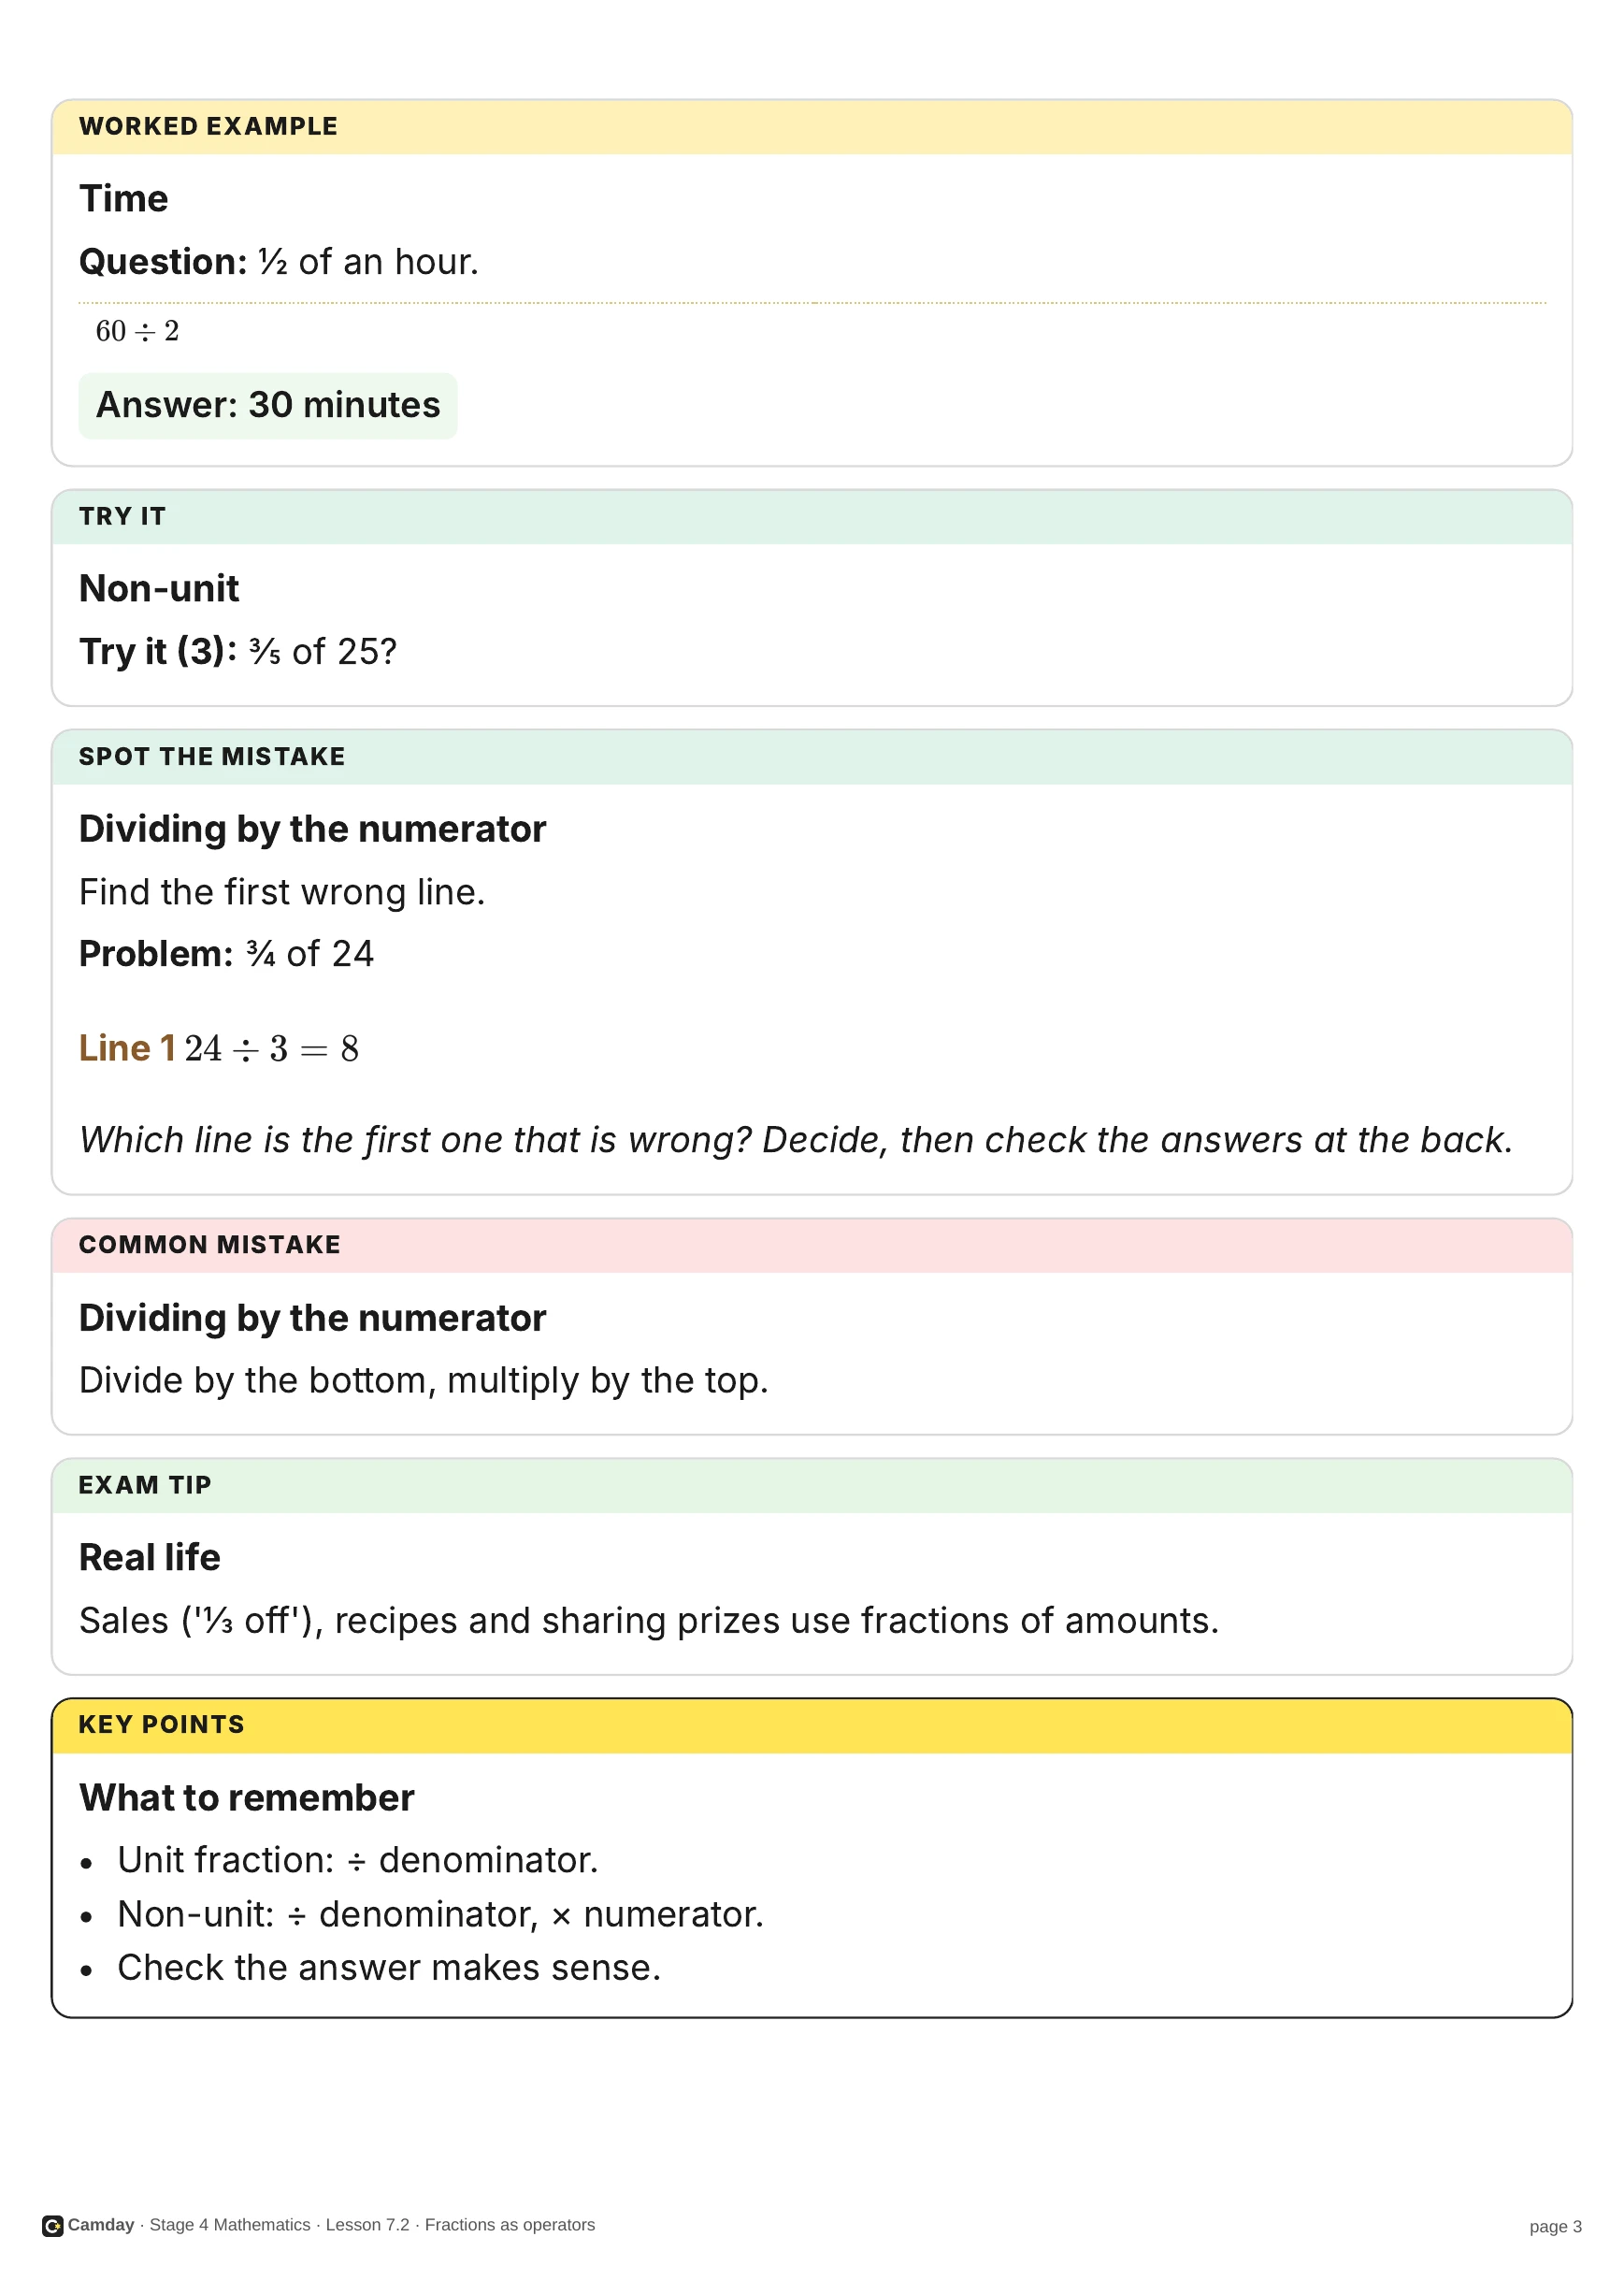 WORKED EXAMPLE
Time
Question: ½ of an hour.
60 ÷ 2
Answer: 30 minutes
TRY IT
Non-unit
Try it (3): ⅗ of 25?
SPOT THE MISTAKE
Dividing by the numerator
Find the first wrong line.
Problem: ¾ of 24
Line 1 24 ÷ 3 = 8
Which line is the first one that is wrong? Decide, then check the answers at the back.
COMMON MISTAKE
Dividing by the numerator
Divide by the bottom, multiply by the top.
EXAM TIP
Real life
Sales ('⅓ off'), recipes and sharing prizes use fractions of amounts.
KEY POINTS
What to remember
• Unit fraction: ÷ denominator.
• Non-unit: ÷ denominator, × numerator.
• Check the answer makes sense.
Camday · Stage 4 Mathematics · Lesson 7.2 · Fractions as operators
page 3